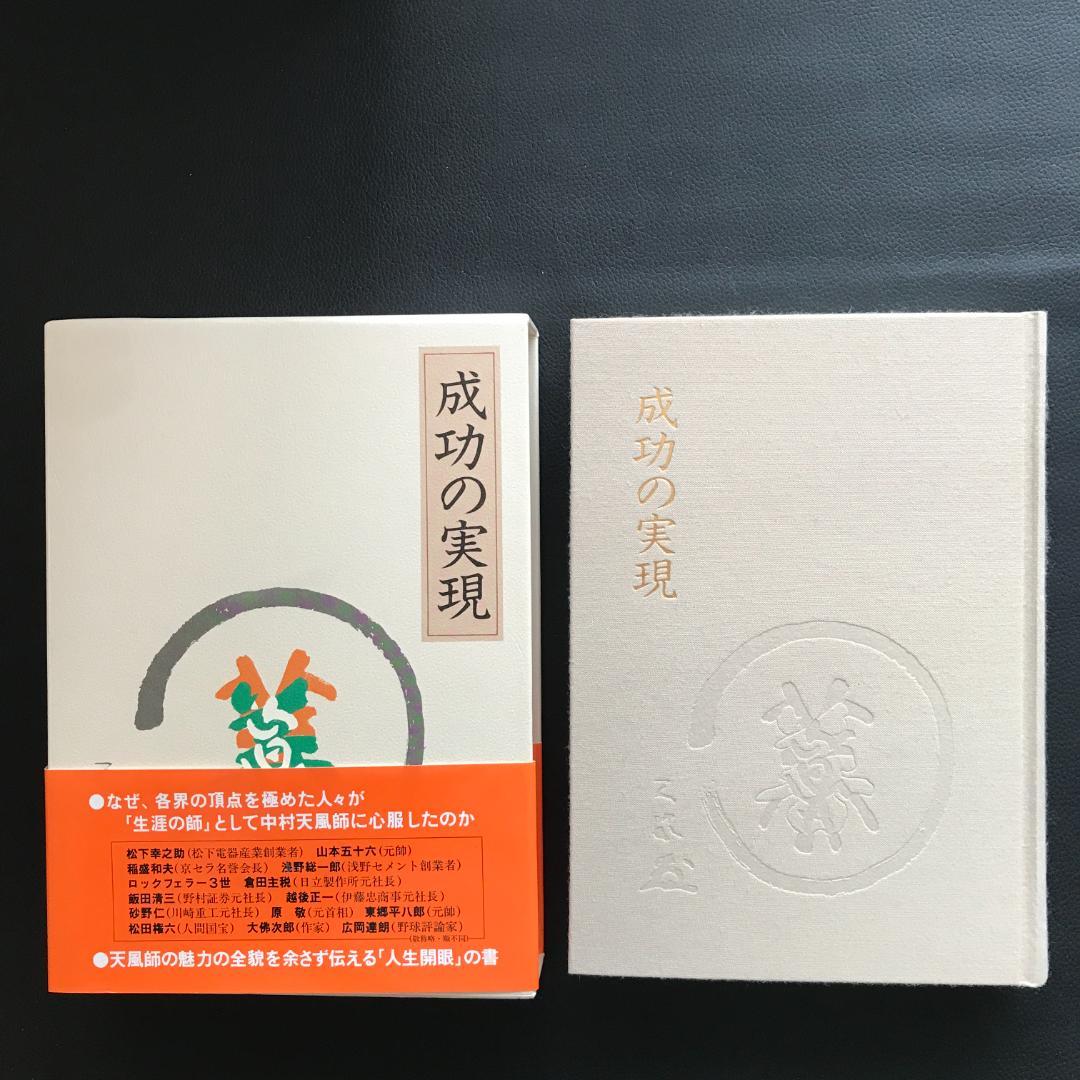 成功の実現
●なぜ、各界の頂点を極めた人々が
「生涯の師」として中村天風師に心服したのか
松下幸之助(松下電器産業創業者) 山本五十六(元帥)
稲盛和夫(京セラ名誉会長) 浅野総一郎(浅野セメント創業者)
ロックフェラー3世 倉田主税(日立製作所元社長)
飯田清三(野村証券元社長) 越後正一(伊藤忠商事元社長)
砂野仁(川崎重工元社長) 原 敬(元首相) 東郷平八郎(元帥)
松田権六(人間国宝) 大佛次郎(作家) 広岡達朗(野球評論家)
(敬称略・順不同)
●天風師の魅力の全貌を余さず伝える「人生開眼」の書
成功の実現